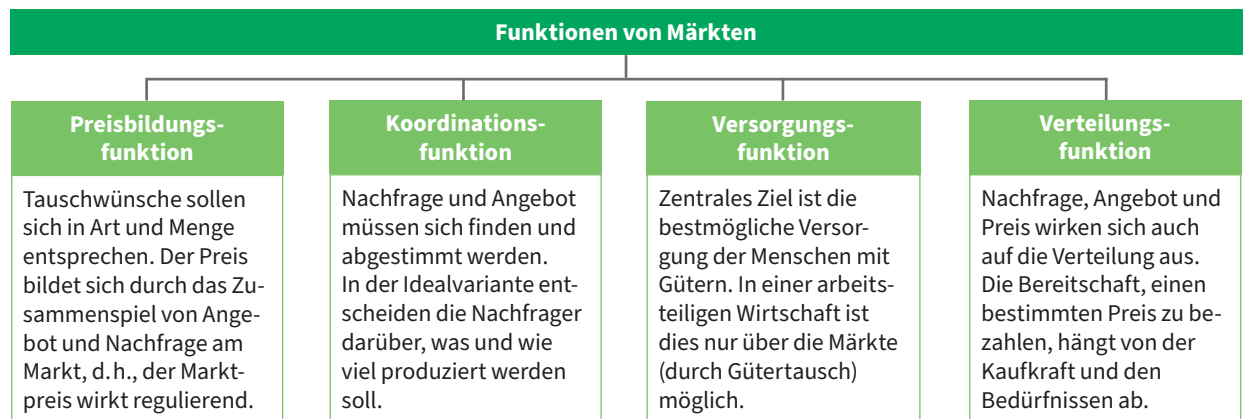 Funktionen von Märkten
Preisbildungs-
funktion
Tauschwünsche sollen
sich in Art und Menge
entsprechen. Der Preis
bildet sich durch das Zu-
sammenspiel von Ange-
bot und Nachfrage am
Markt, d. h., der Markt-
preis wirkt regulierend.
Koordinations-
funktion
Nachfrage und Angebot
müssen sich finden und
abgestimmt werden.
In der Idealvariante ent-
scheiden die Nachfrager
darüber, was und wie
viel produziert werden
soll.
Versorgungs-
funktion
Zentrales Ziel ist die
bestmögliche Versor-
gung der Menschen mit
Gütern. In einer arbeits-
teiligen Wirtschaft ist
dies nur über die Märkte
(durch Gütertausch)
möglich.
Verteilungs-
funktion
Nachfrage, Angebot und
Preis wirken sich auch
auf die Verteilung aus.
Die Bereitschaft, einen
bestimmten Preis zu be-
zahlen, hängt von der
Kaufkraft und den
Bedürfnissen ab.